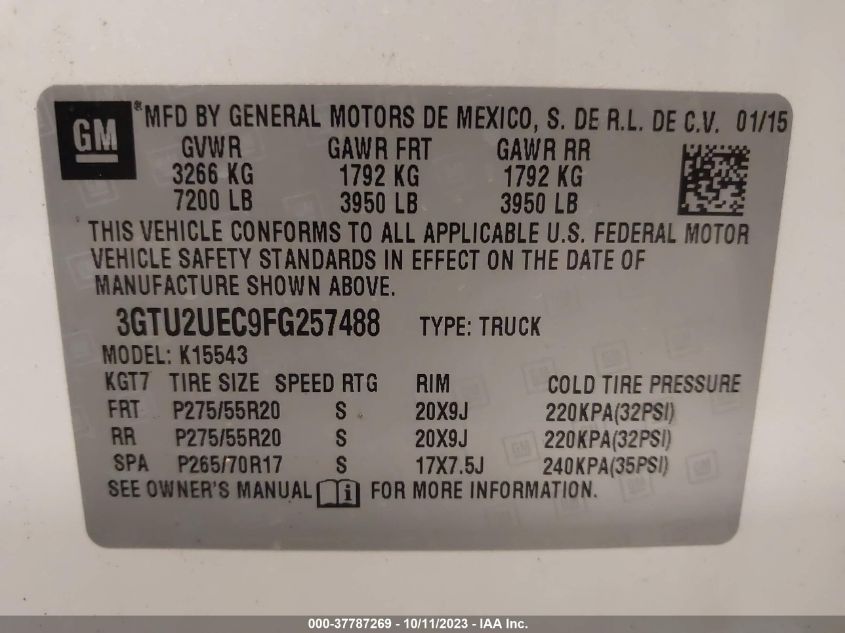 GM
®MFD BY GENERAL MOTORS DE MEXICO, S. DE R.L. DE C.V. 01/15
GVWR GAWR FRT GAWR RR
3266 KG 1792 KG 1792 KG
7200 LB 3950 LB 3950 LB
THIS VEHICLE CONFORMS TO ALL APPLICABLE U.S. FEDERAL MOTOR
VEHICLE SAFETY STANDARDS IN EFFECT ON THE DATE OF
MANUFACTURE SHOWN ABOVE.
3GTU2UEC9FG257488 TYPE: TRUCK
MODEL: K15543
KGT7 TIRE SIZE SPEED RTG RIM COLD TIRE PRESSURE
FRT P275/55R20 S 20X9J 220KPA(32PSI)
RR P275/55R20 S 20X9J 220KPA(32PSI)
SPA P265/70R17 S 17X7.5J 240KPA(35PSI)
SEE OWNER'S MANUAL i FOR MORE INFORMATION.
000-37787269 - 10/11/2023 - IAA Inc.